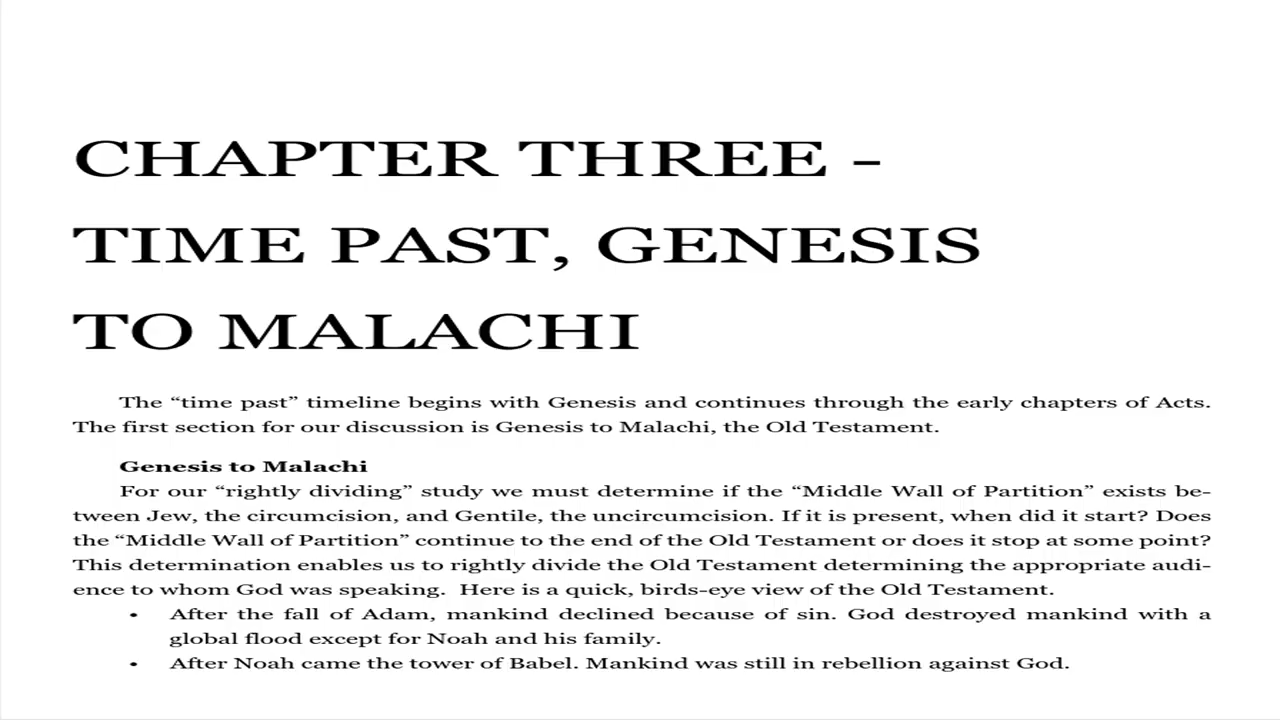 CHAPTER THREE –
TIME PAST, GENESIS
TO MALACHI
The “time past” timeline begins with Genesis and continues through the early chapters of Acts.
The first section for our discussion is Genesis to Malachi, the Old Testament.
Genesis to Malachi
For our “rightly dividing” study we must determine if the “Middle Wall of Partition” exists be-
tween Jew, the circumcision, and Gentile, the uncircumcision. If it is present, when did it start? Does
the “Middle Wall of Partition” continue to the end of the Old Testament or does it stop at some point?
This determination enables us to rightly divide the Old Testament determining the appropriate audi-
ence to whom God was speaking.  Here is a quick, birds-eye view of the Old Testament.
• After the fall of Adam, mankind declined because of sin. God destroyed mankind with a
global flood except for Noah and his family.
• After Noah came the tower of Babel. Mankind was still in rebellion against God.